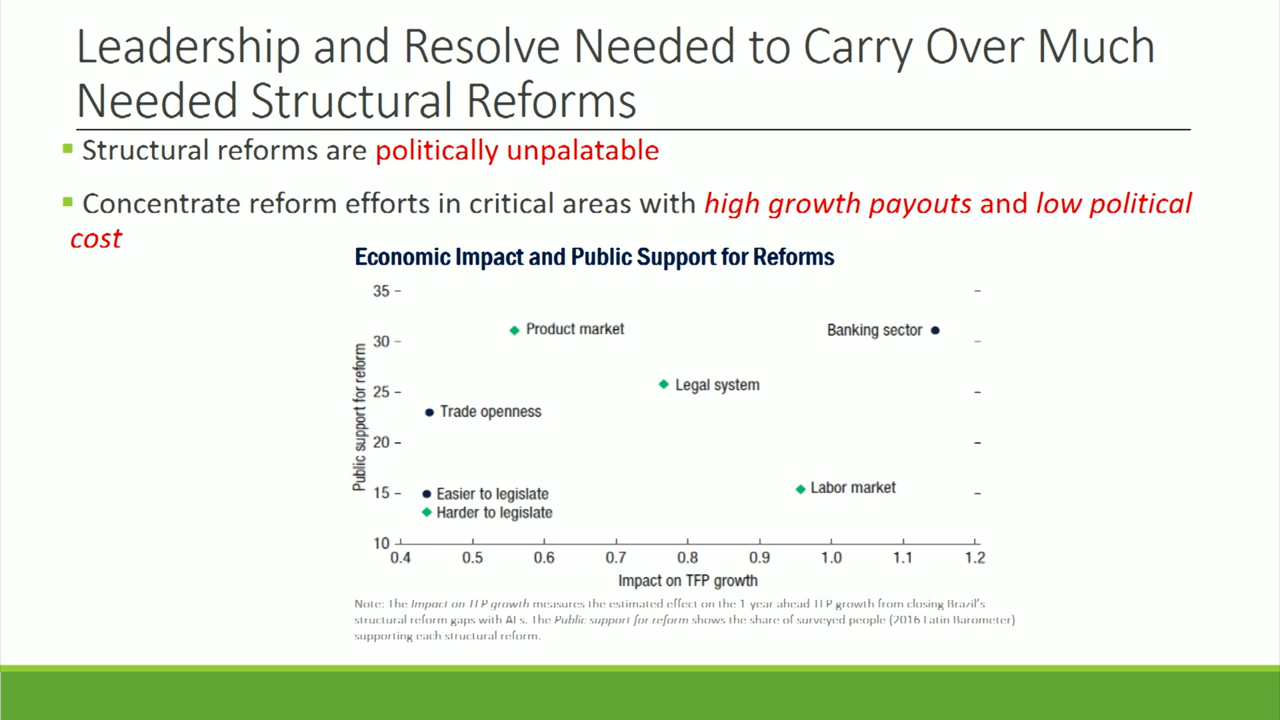 Leadership and Resolve Needed to Carry Over Much
Needed Structural Reforms
Structural reforms are politically unpalatable
Concentrate reform efforts in critical areas with high growth payouts and low political
cost
Economic Impact and Public Support for Reforms
Public support for reform
35
30
25
20
15
10
Product market
Banking sector
Legal system
Trade openness
Labor market
Easier to legislate
Harder to legislate
0.4 0.5 0.6 0.7 0.8 0.9 1.0 1.1 1.2
Impact on TFP growth
Note: The Impact on TFP growth measures the estimated effect on the 1 year ahead TFP growth from closing Brazil's
structural reform gaps with AEs. The Public support for reform shows the share of surveyed people (2016 Latin Barometer)
supporting each structural reform.